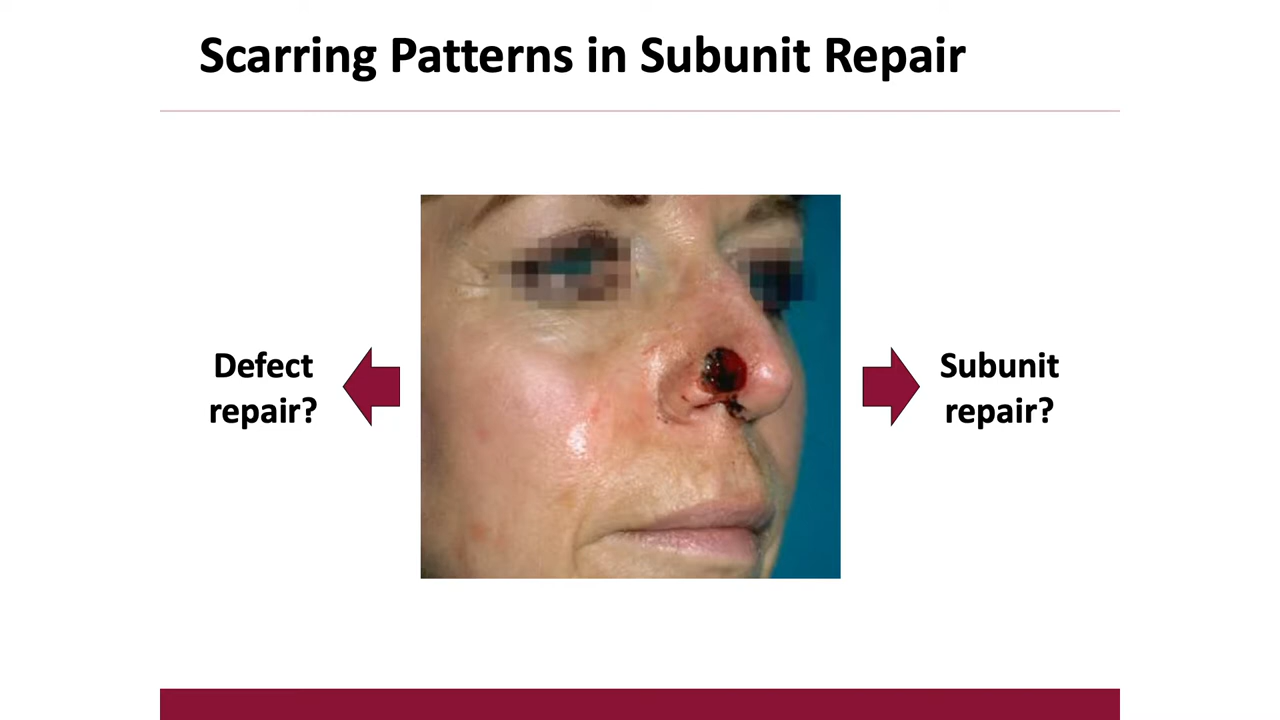 Scarring Patterns in Subunit Repair
Defect
repair?
Subunit
repair?